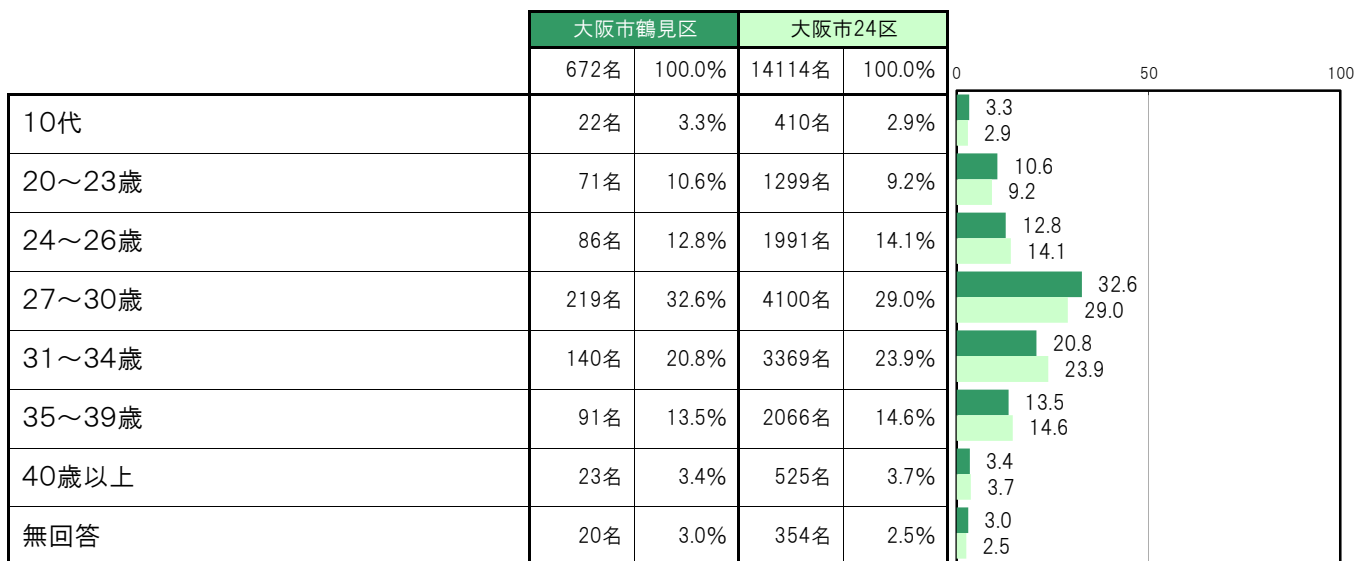 大阪市鶴見区 大阪市24区
672名 100.0% 14114名 100.0% 0 50 100
10代 22名 3.3% 410名 2.9% 3.3
2.9
20～23歳 71名 10.6% 1299名 9.2% 10.6
9.2
24～26歳 86名 12.8% 1991名 14.1% 12.8
14.1
27～30歳 219名 32.6% 4100名 29.0% 32.6
29.0
31～34歳 140名 20.8% 3369名 23.9% 20.8
23.9
35～39歳 91名 13.5% 2066名 14.6% 13.5
14.6
40歳以上 23名 3.4% 525名 3.7% 3.4
3.7
無回答 20名 3.0% 354名 2.5% 3.0
2.5